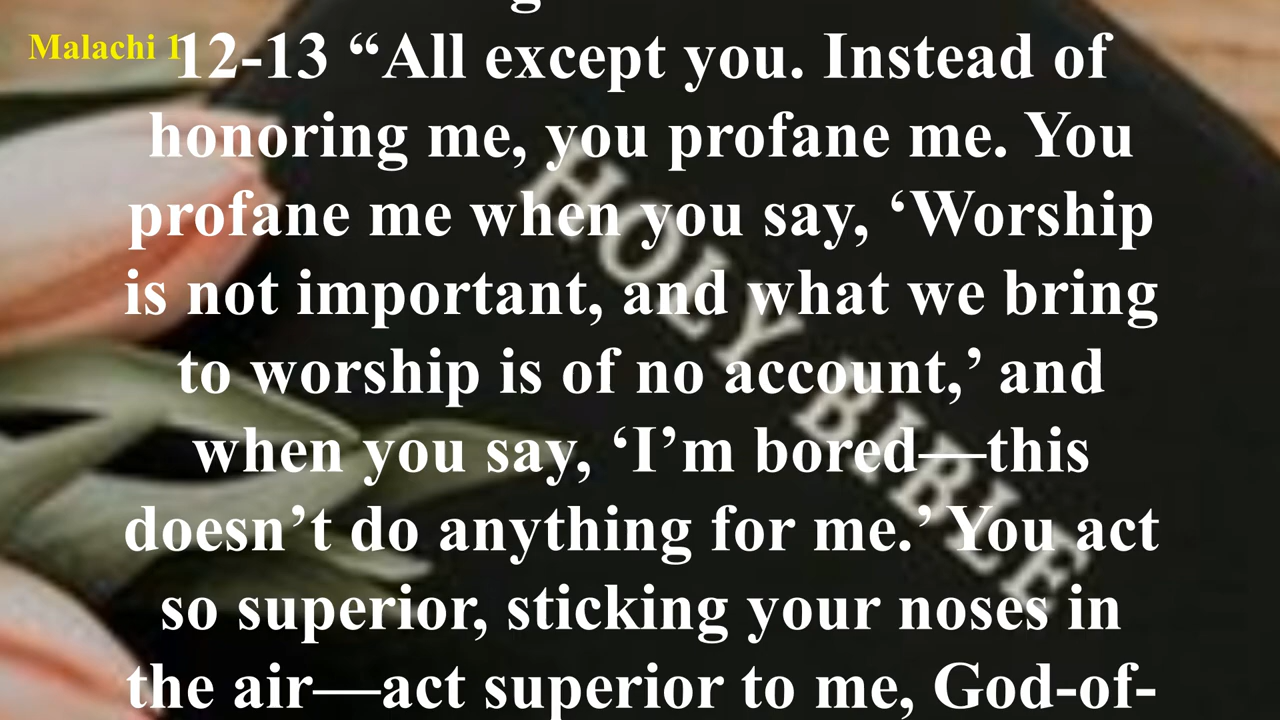 Malachi 1
12-13 “All except you. Instead of
honoring me, you profane me. You
profane me when you say, ‘Worship
is not important, and what we bring
to worship is of no account,’ and
when you say, ‘I’m bored—this
doesn’t do anything for me.’ You act
so superior, sticking your noses in
the air—act superior to me, God-of-
HOLY BIBLE